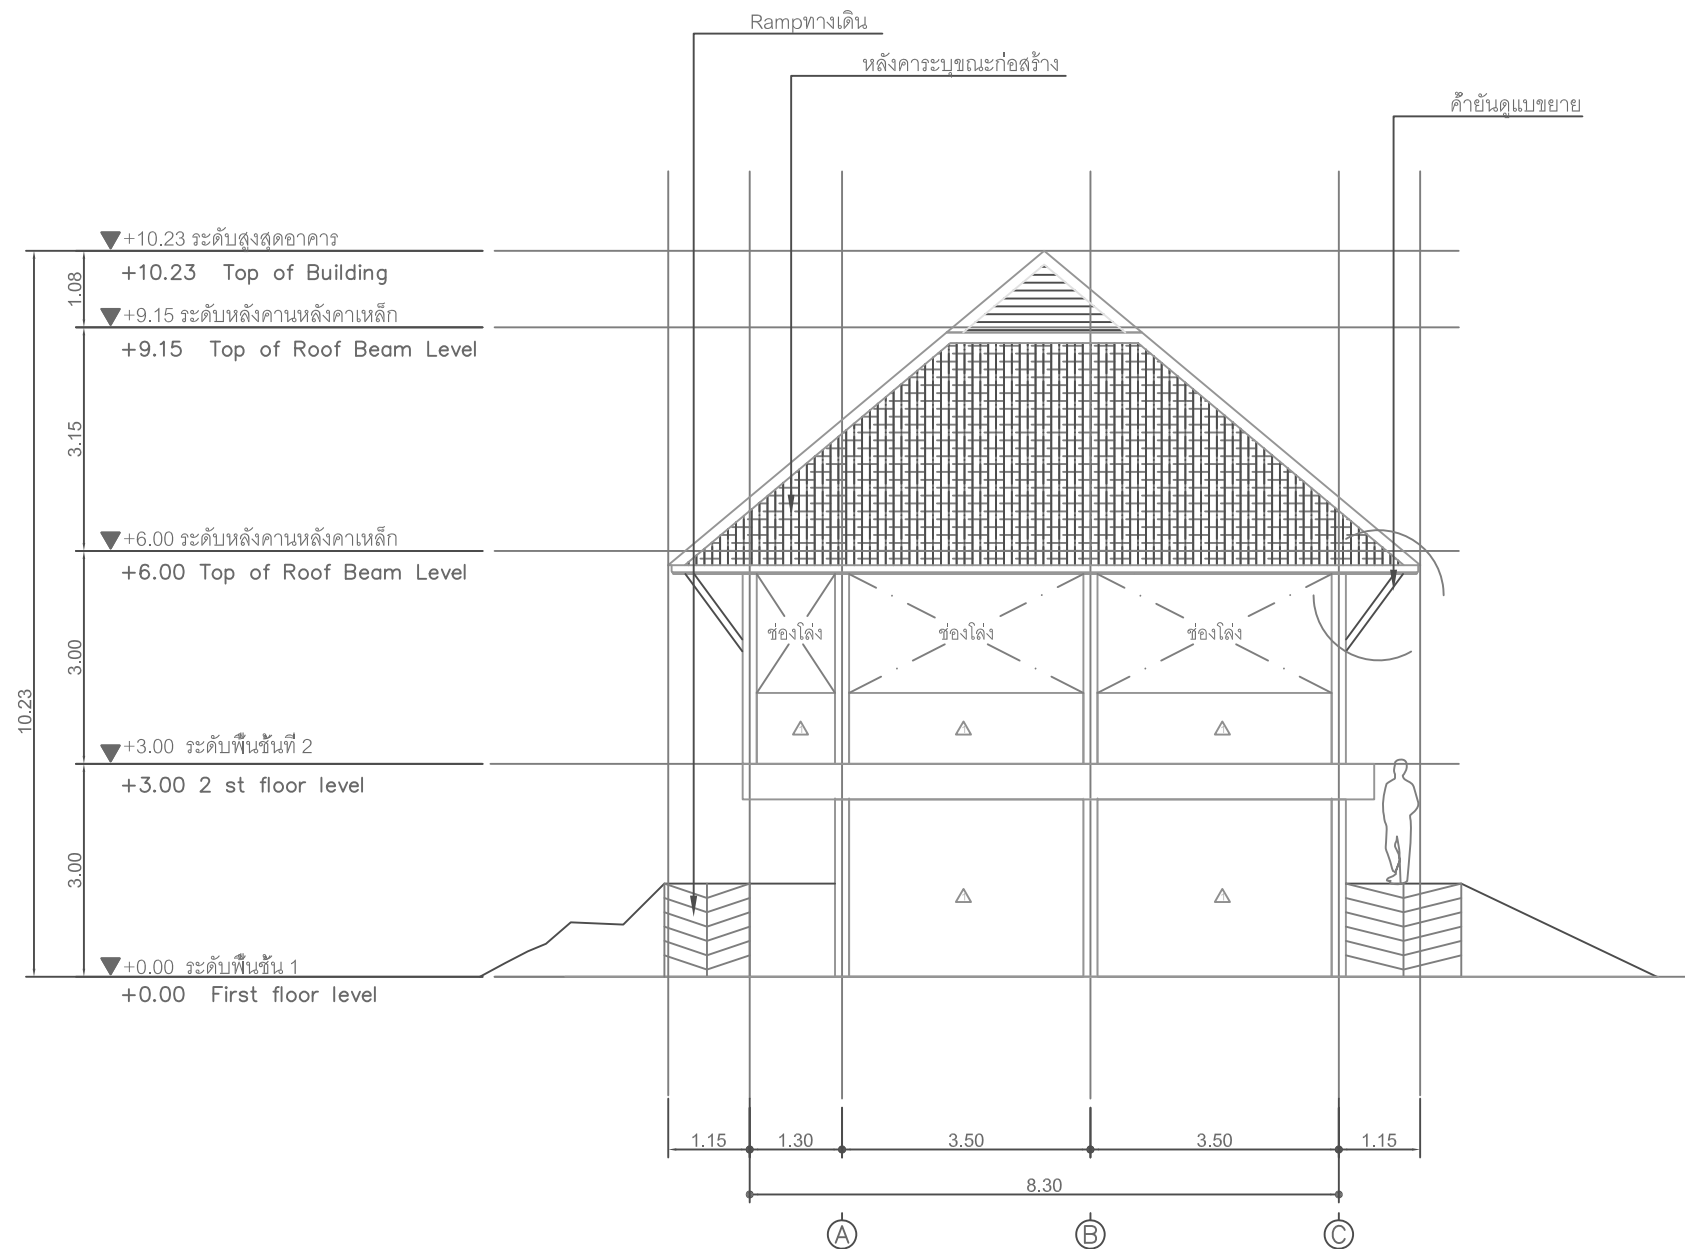 Rampทางเดิน
หลังคาระบุขณะก่อสร้าง
ค้ำยันดูแบขยาย
+10.23 ระดับสูงสุดอาคาร
+10.23 Top of Building
1.08
+9.15 ระดับหลังคานหลังคาเหล็ก
+9.15 Top of Roof Beam Level
3.15
+6.00 ระดับหลังคานหลังคาเหล็ก
+6.00 Top of Roof Beam Level
ช่องโล่ง ช่องโล่ง ช่องโล่ง
3.00
10.23
+3.00 ระดับพื้นชั้นที่ 2
+3.00 2 st floor level
3.00
+0.00 ระดับพื้นชั้น 1
+0.00 First floor level
1.15 1.30 3.50 3.50 1.15
8.30
A B C